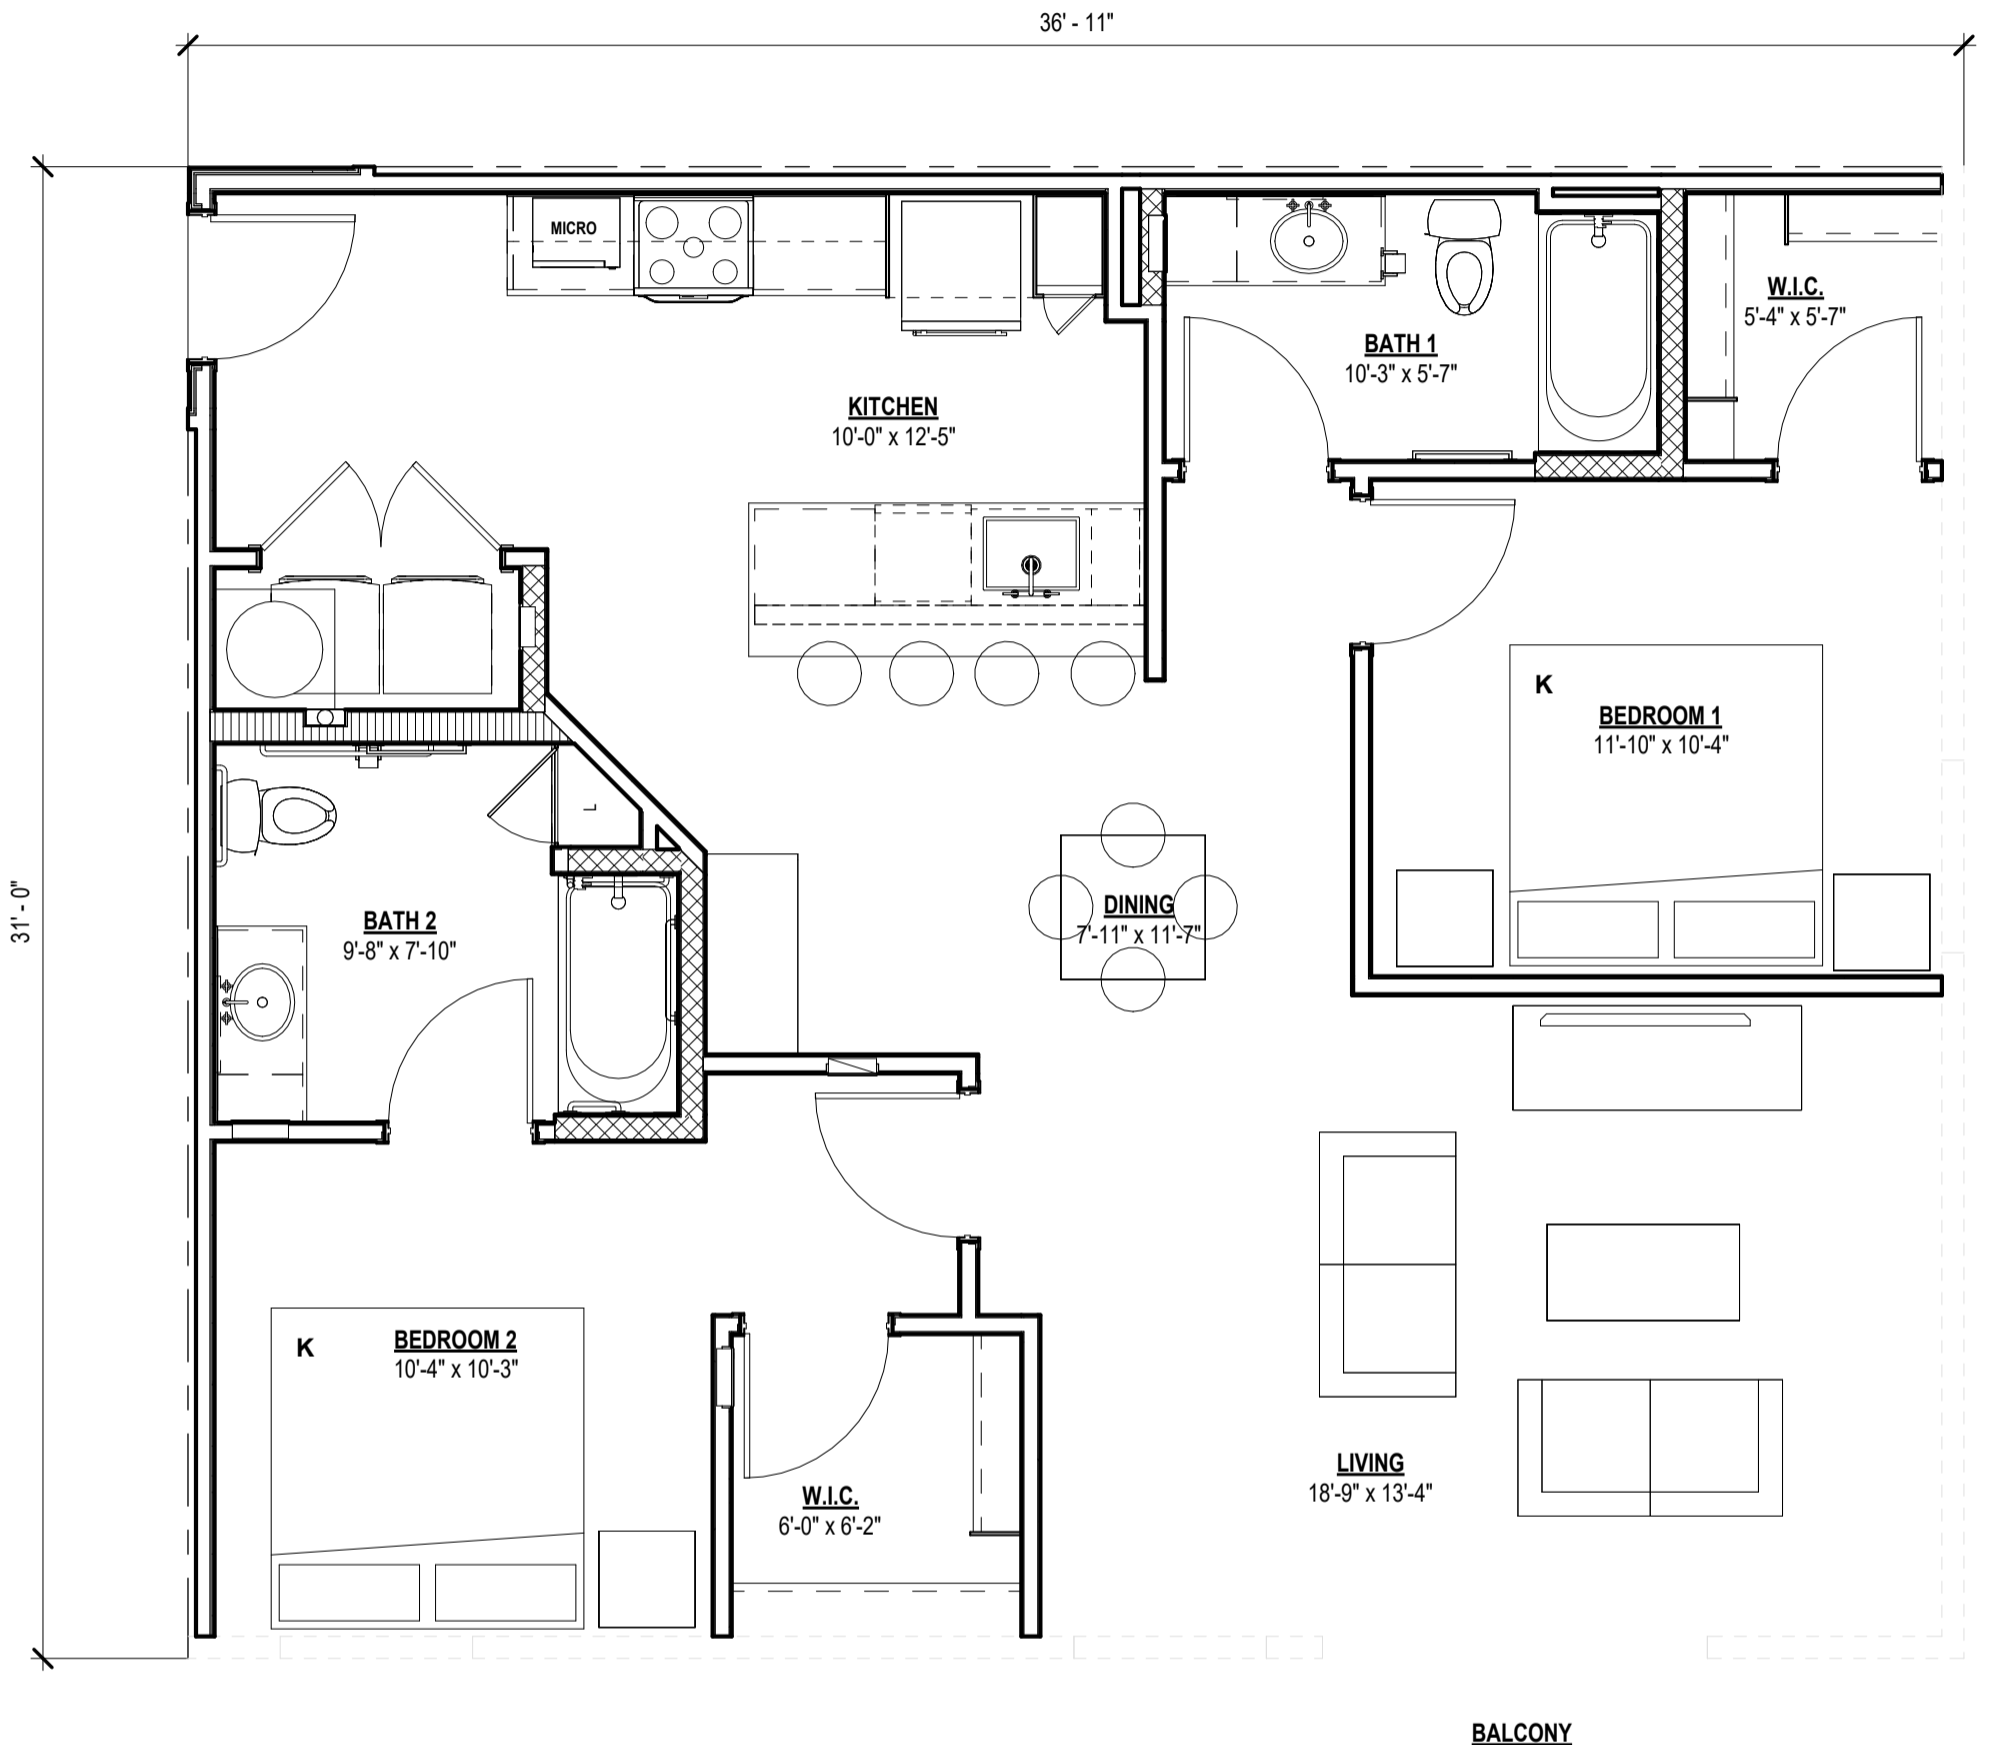 36' - 11"
MICRO
W.I.C.
5'-4" x 5'-7"
BATH 1
10'-3" x 5'-7"
KITCHEN
10'-0" x 12'-5"
K
BEDROOM 1
11'-10" x 10'-4"
L
DINING
7'-11" x 11'-7"
31' - 0"
BATH 2
9'-8" x 7'-10"
K
BEDROOM 2
10'-4" x 10'-3"
LIVING
18'-9" x 13'-4"
W.I.C.
6'-0" x 6'-2"
BALCONY